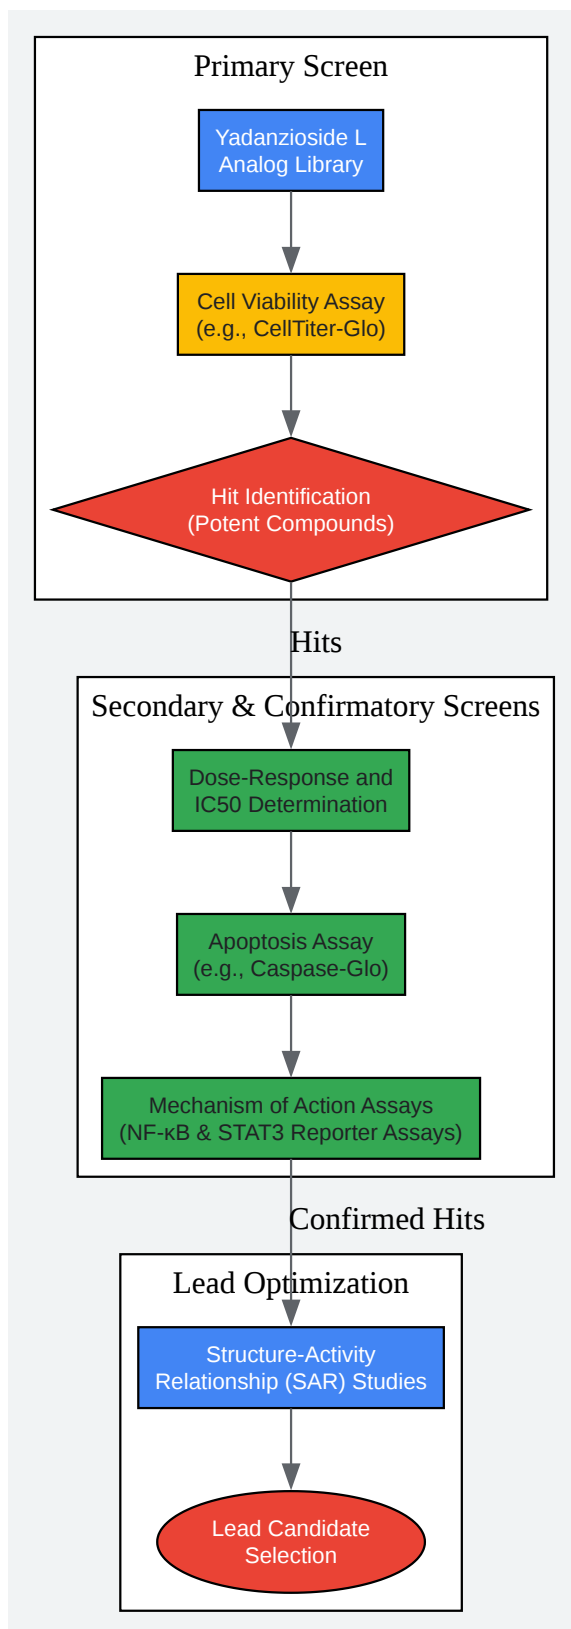 Primary Screen
Yadanzioside L
Analog Library
Cell Viability Assay
(e.g., CellTiter-Glo)
Hit Identification
(Potent Compounds)
Hits
Secondary & Confirmatory Screens
Dose-Response and
IC50 Determination
Apoptosis Assay
(e.g., Caspase-Glo)
Mechanism of Action Assays
(NF-κB & STAT3 Reporter Assays)
Confirmed Hits
Lead Optimization
Structure-Activity
Relationship (SAR) Studies
Lead Candidate
Selection